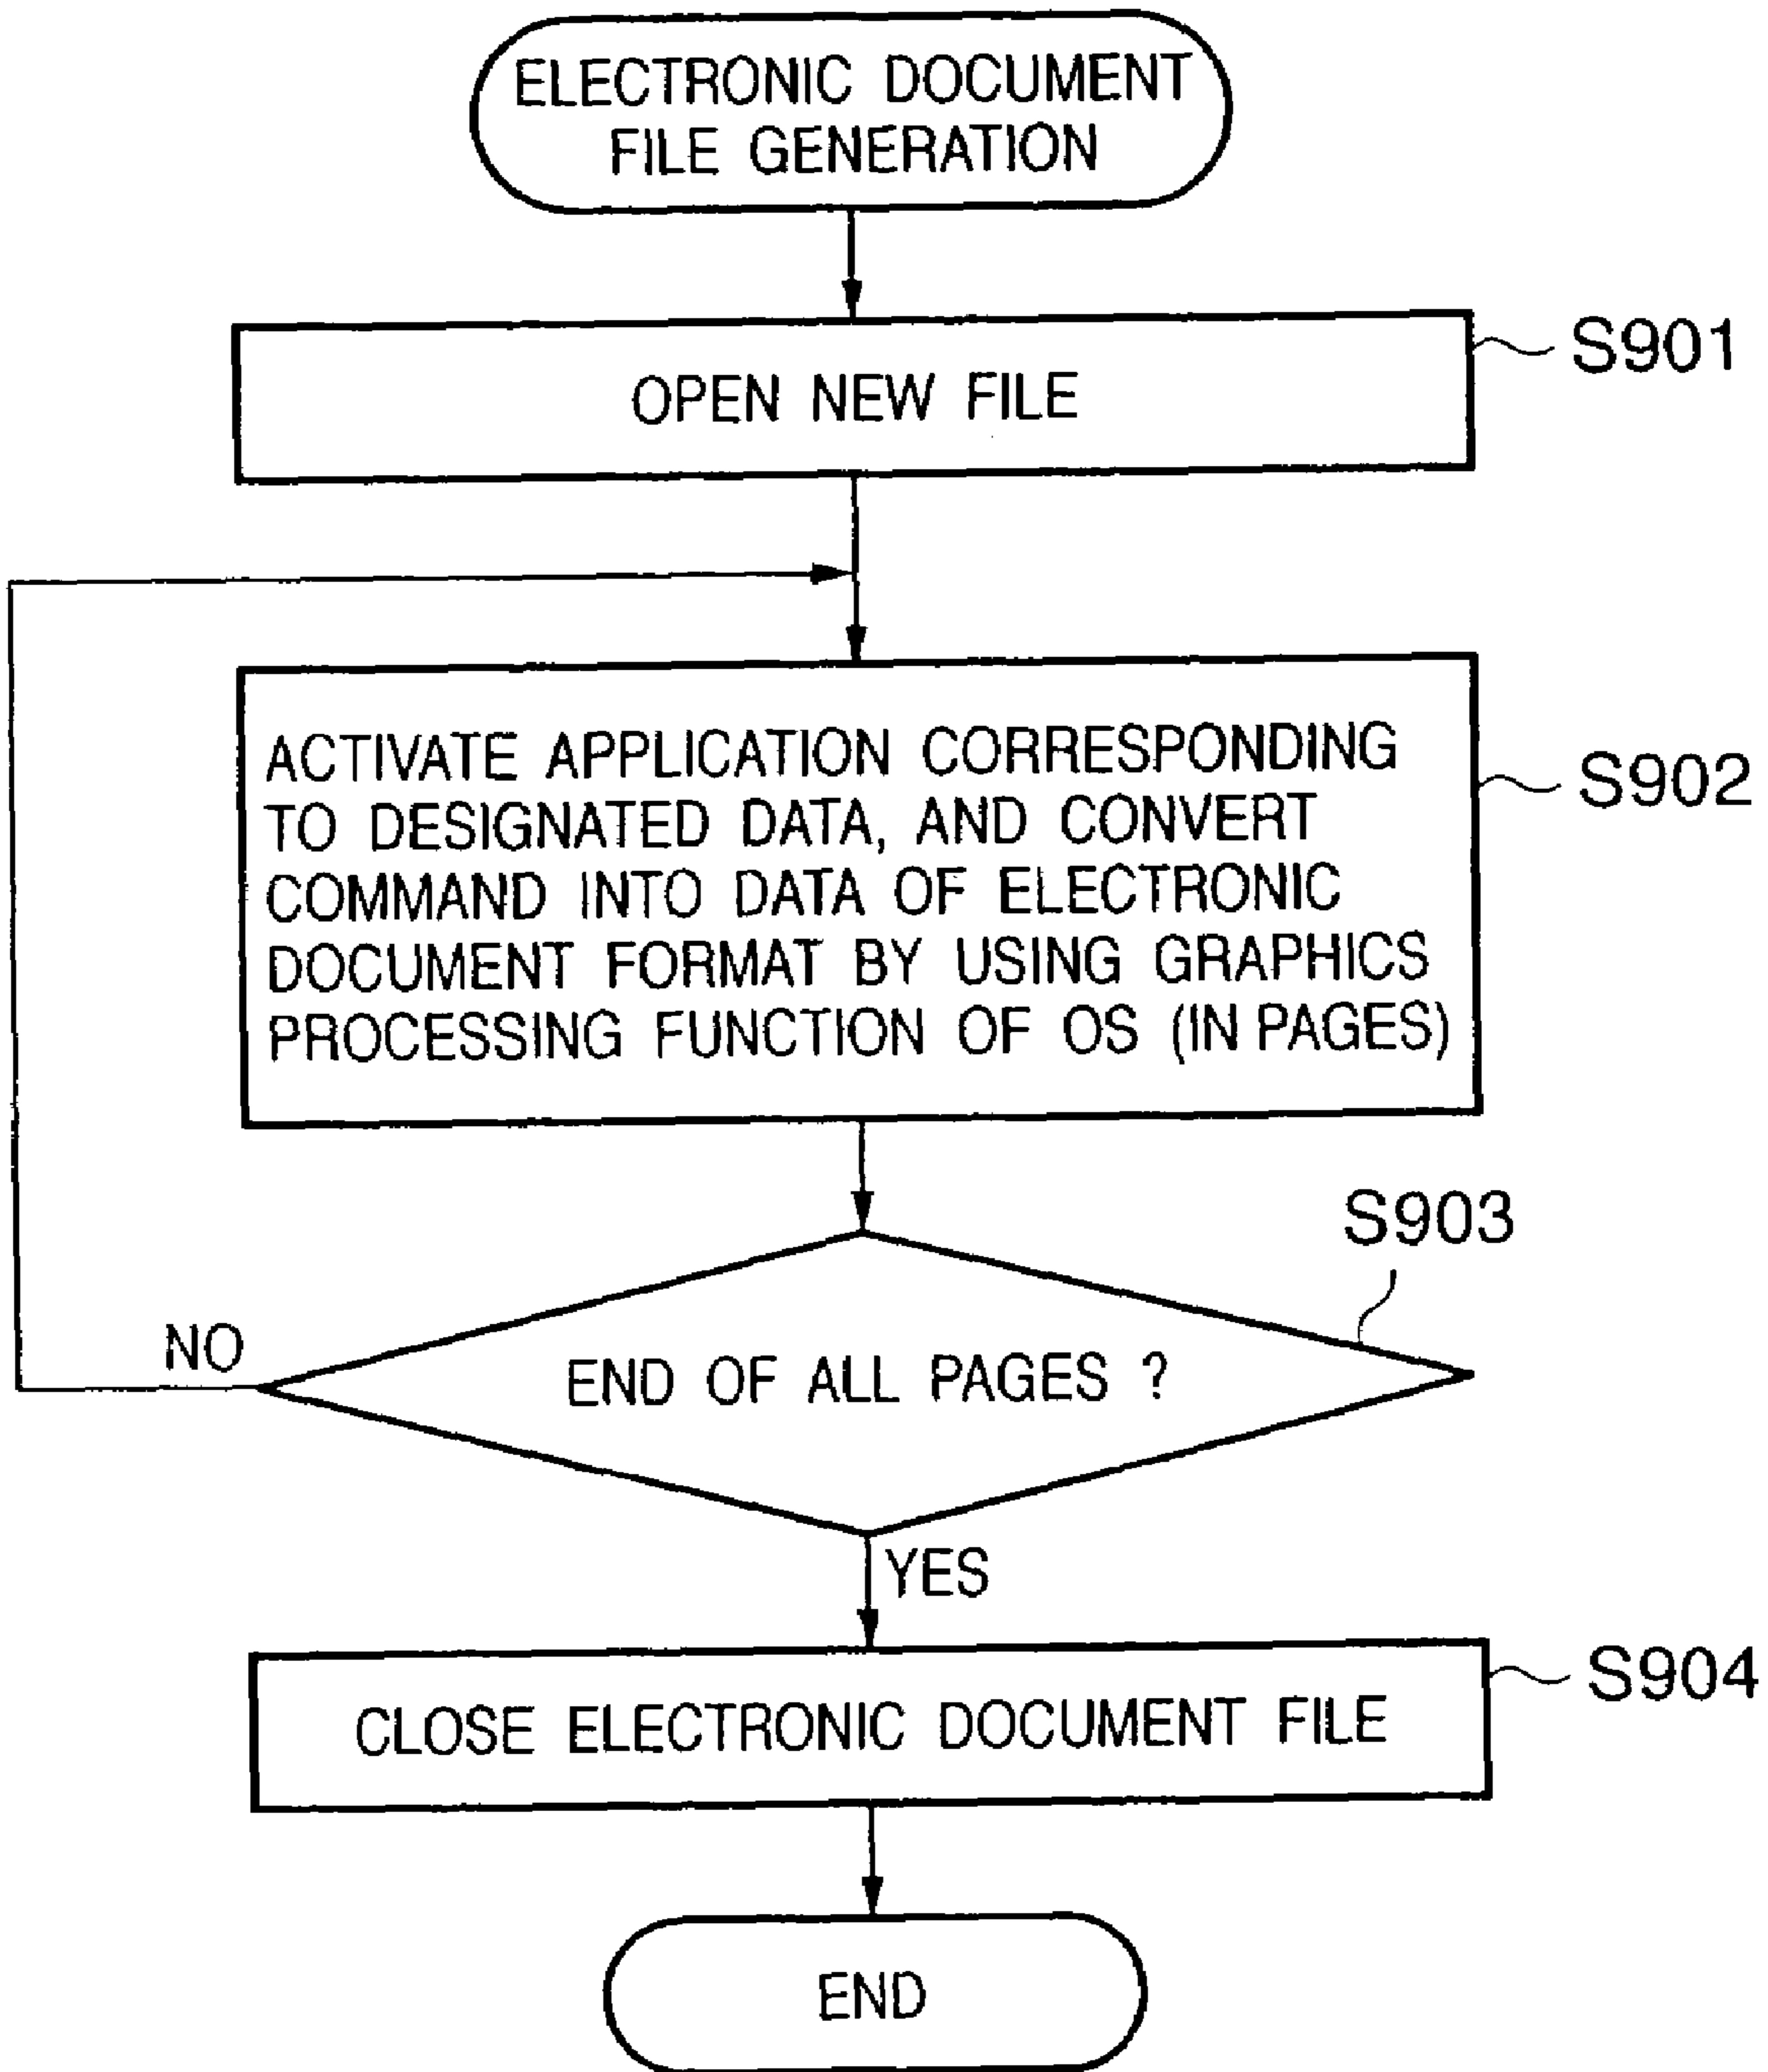 ELECTRONIC DOCUMENT
FILE GENERATION
S901
OPEN NEW FILE
S902
ACTIVATE APPLICATION CORRESPONDING
TO DESIGNATED DATA, AND CONVERT
COMMAND INTO DATA OF ELECTRONIC
DOCUMENT FORMAT BY USING GRAPHICS
PROCESSING FUNCTION OF OS (IN PAGES)
S903
NO
END OF ALL PAGES ?
YES
S904
CLOSE ELECTRONIC DOCUMENT FILE
END